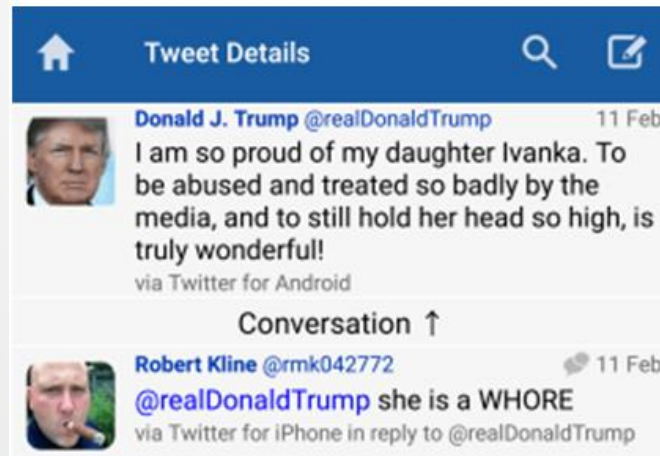 Tweet Details
Donald J. Trump @realDonaldTrump 11 Feb
I am so proud of my daughter Ivanka. To
be abused and treated so badly by the
media, and to still hold her head so high, is
truly wonderful!
via Twitter for Android
Conversation ↑
Robert Kline @rmk042772 11 Feb
@realDonaldTrump she is a WHORE
via Twitter for iPhone in reply to @realDonaldTrump